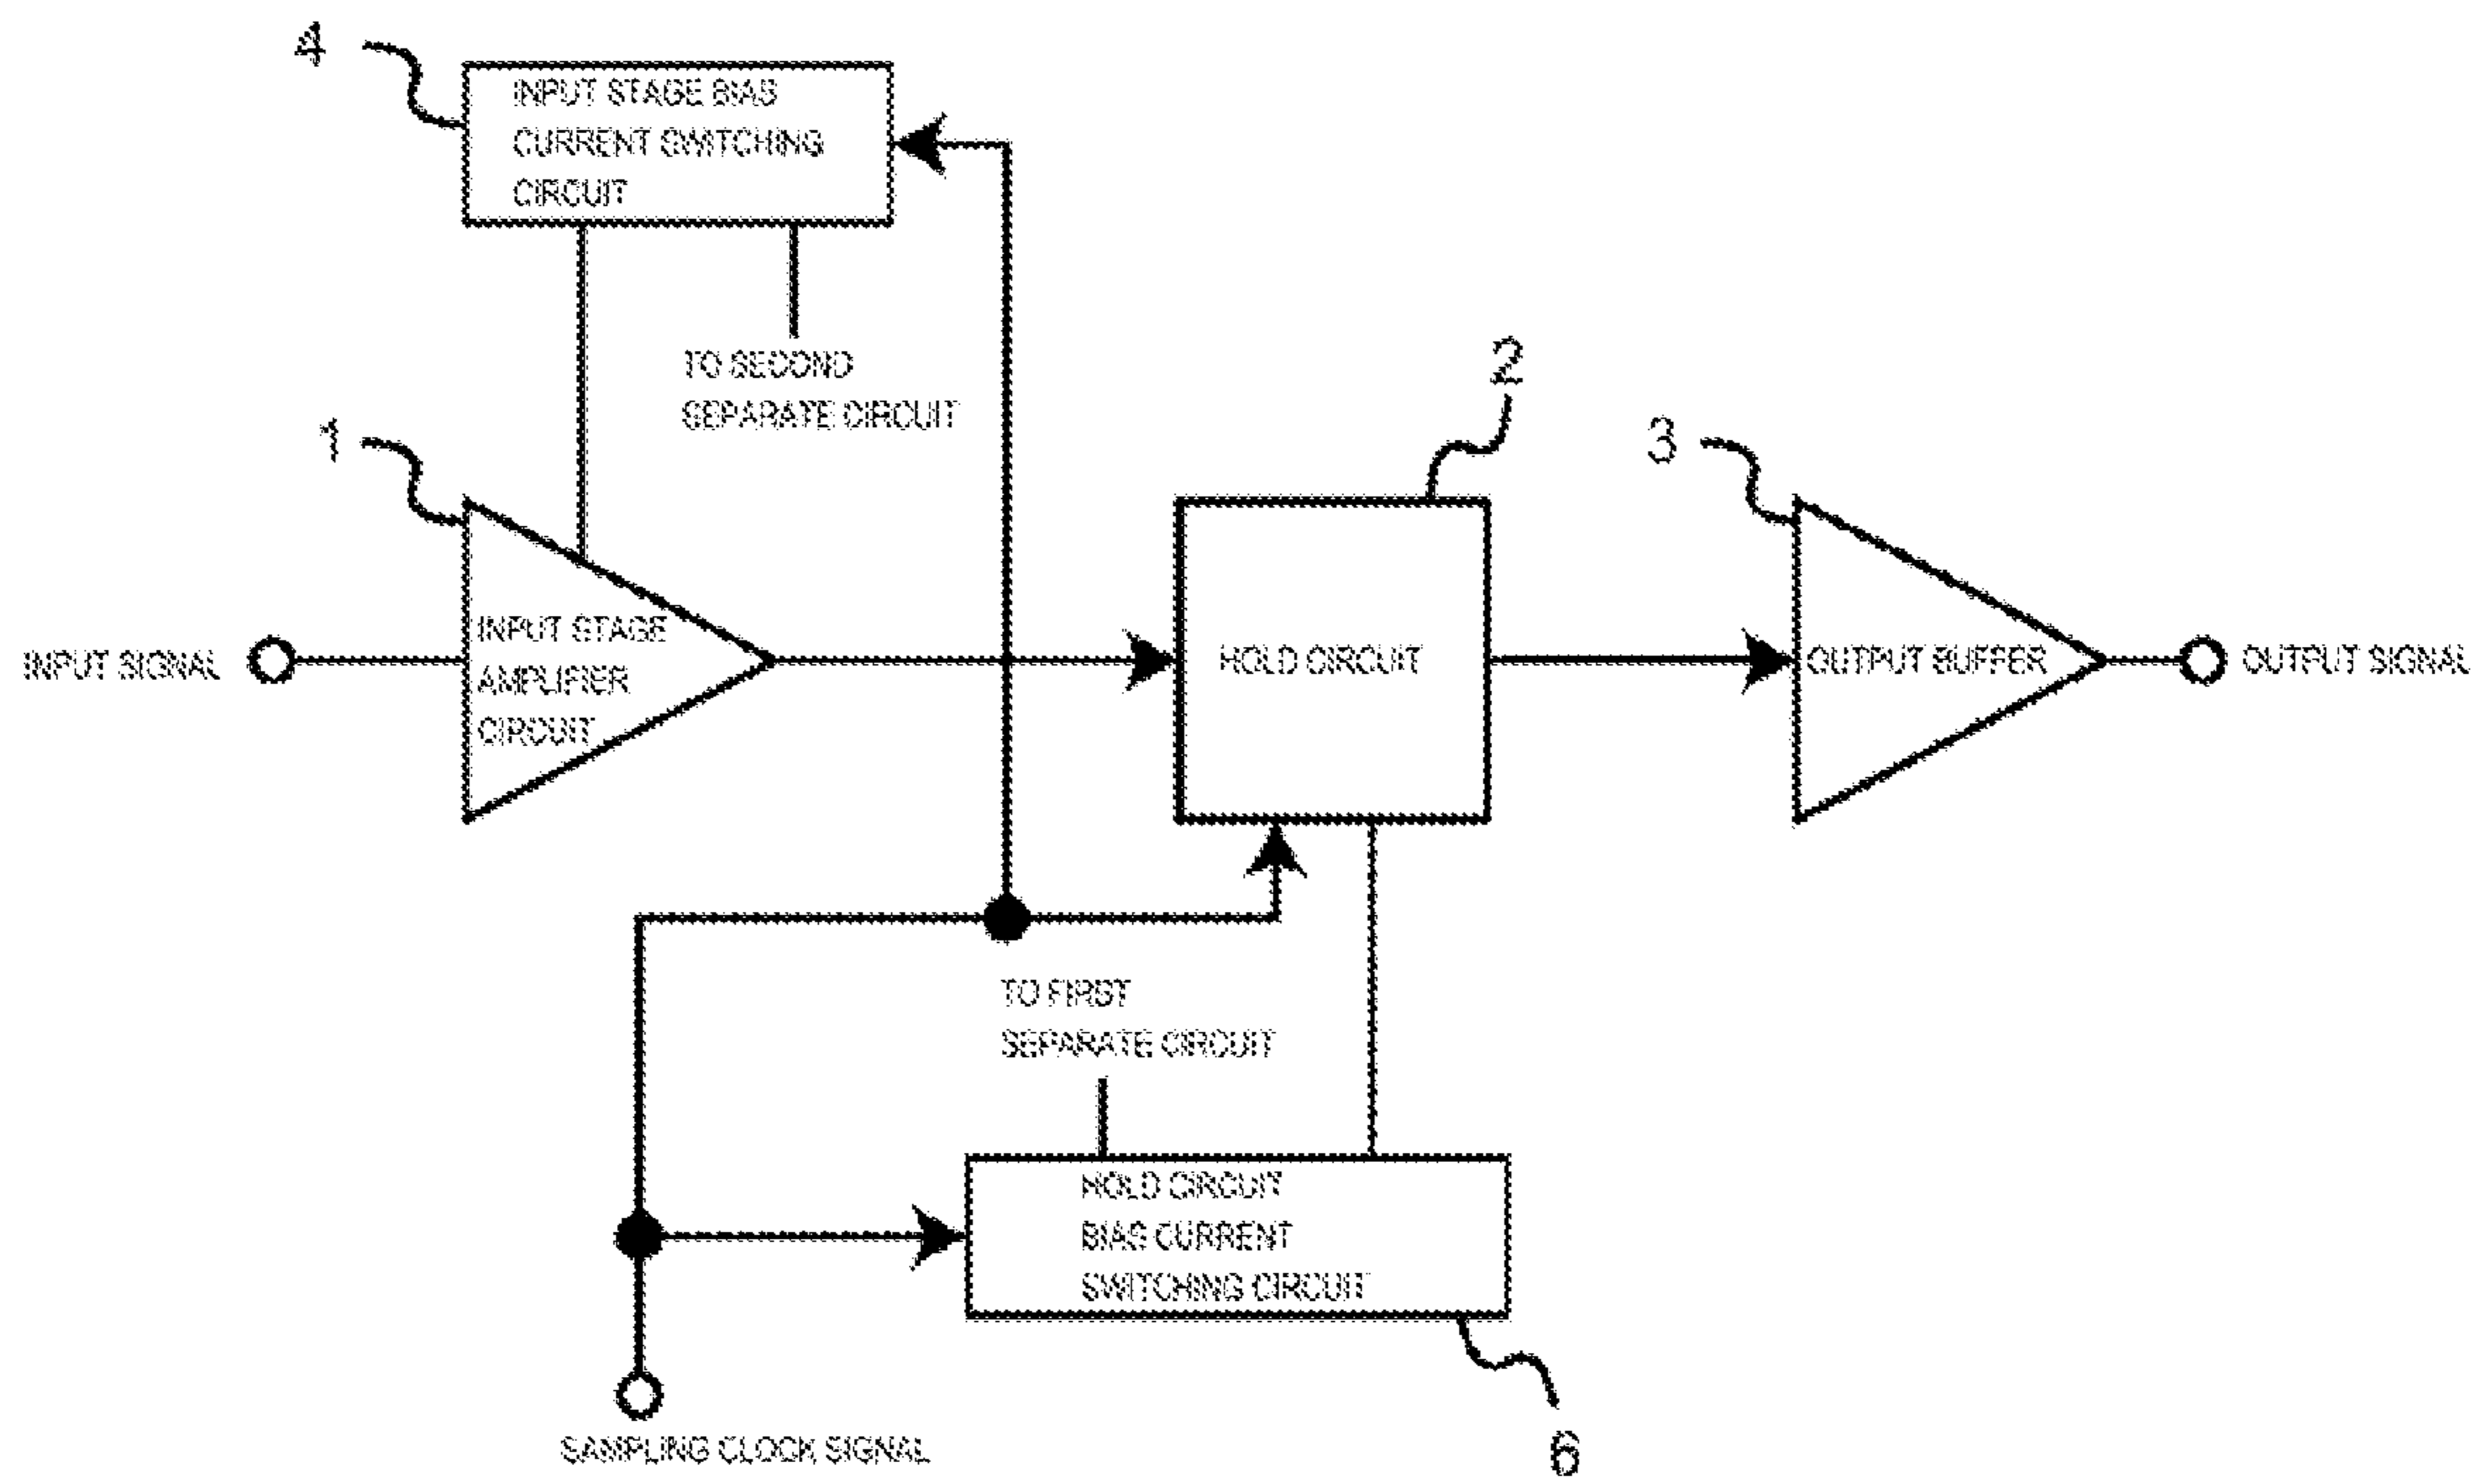 4
INPUT STAGE BIAS
CURRENT SWITCHING
CIRCUIT
TO SECOND
SEPARATE CIRCUIT
1
2
3
INPUT SIGNAL
INPUT STAGE
AMPLIFIER
CIRCUIT
HOLD CIRCUIT
OUTPUT BUFFER
OUTPUT SIGNAL
TO FIRST
SEPARATE CIRCUIT
HOLD CIRCUIT
BIAS CURRENT
SWITCHING CIRCUIT
SAMPLING CLOCK SIGNAL
6